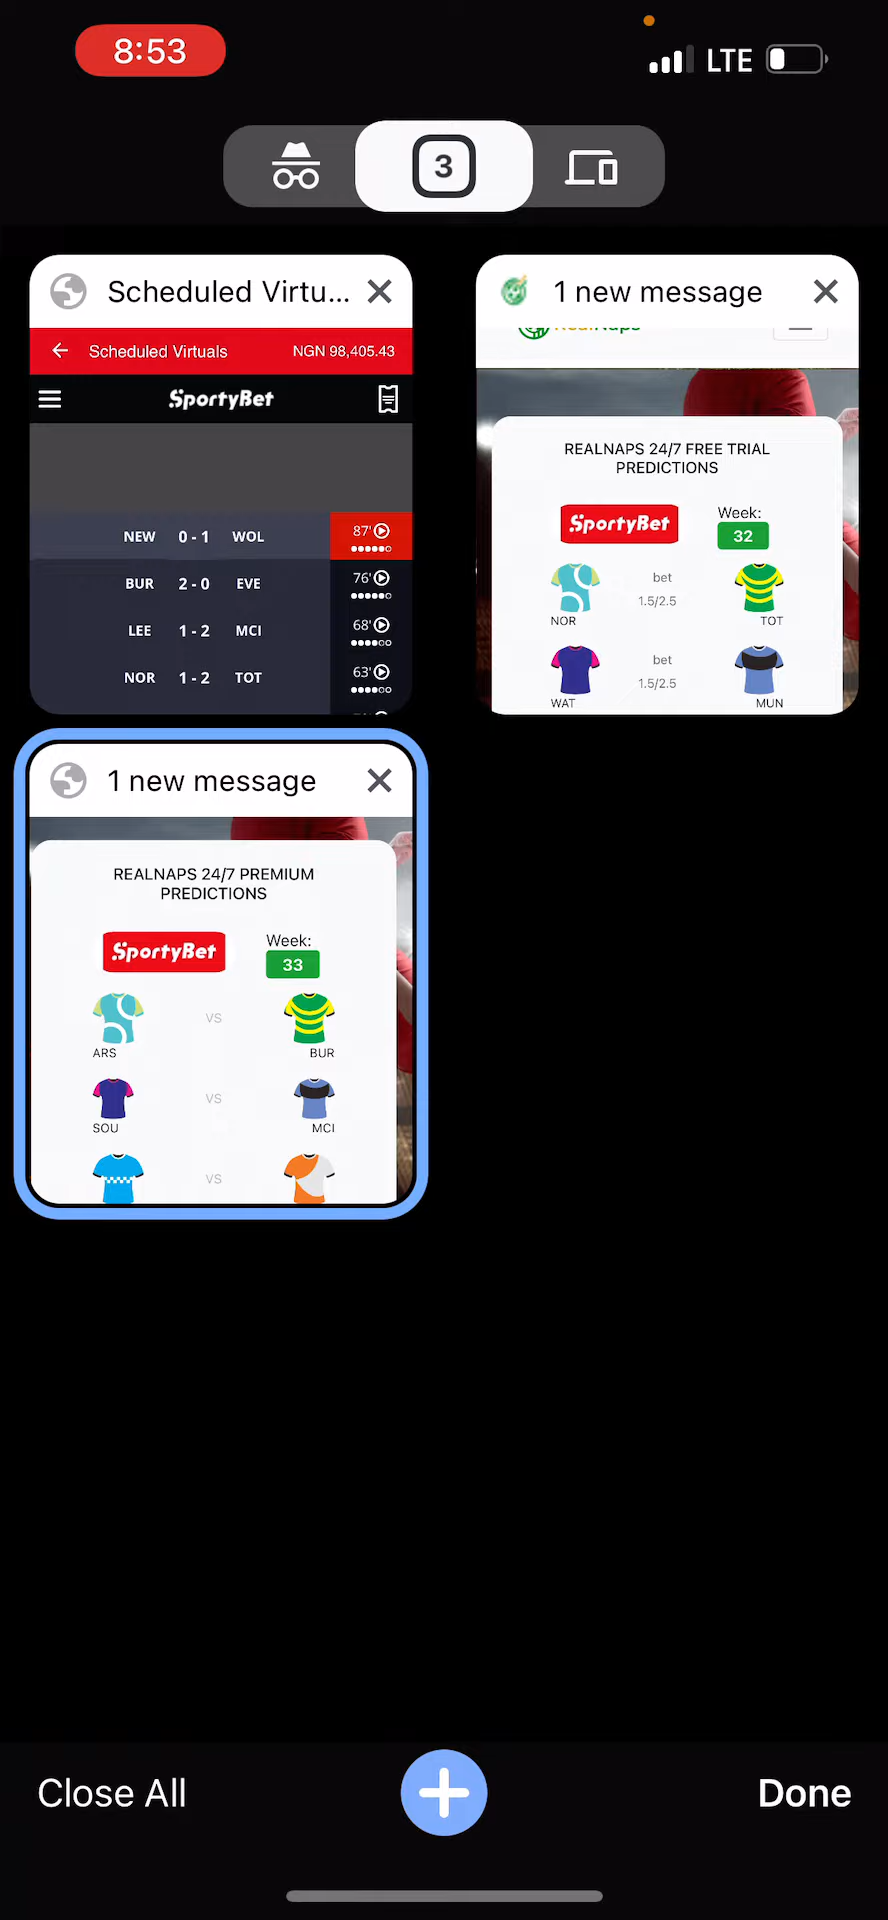 8:53
LTE
3
Scheduled Virtu...
Scheduled Virtuals NGN 98,405.43
SportyBet
NEW 0 - 1 WOL 87'
BUR 2 - 0 EVE 76'
LEE 1 - 2 MCI 68'
NOR 1 - 2 TOT 63'
1 new message
RealNaps
REALNAPS 24/7 FREE TRIAL
PREDICTIONS
SportyBet
Week:
32
bet
1.5/2.5
NOR TOT
bet
1.5/2.5
WAT MUN
1 new message
REALNAPS 24/7 PREMIUM
PREDICTIONS
SportyBet
Week:
33
VS
ARS BUR
VS
SOU MCI
VS
Close All
Done